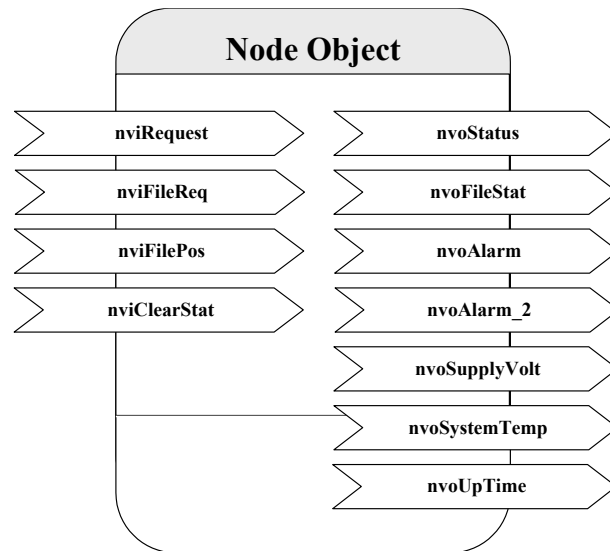 Node Object
nviRequest
nviFileReq
nviFilePos
nviClearStat
nvoStatus
nvoFileStat
nvoAlarm
nvoAlarm_2
nvoSupplyVolt
nvoSystemTemp
nvoUpTime